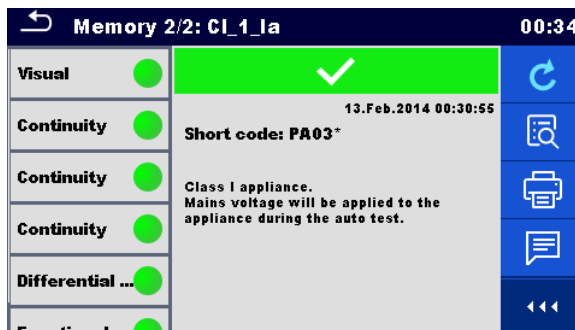 Memory 2/2: Cl_1_Ia
00:34
Visual
Continuity
Continuity
Continuity
Differential ...
13.Feb.2014 00:30:55
Short code: PA03*
Class I appliance.
Mains voltage will be applied to the
appliance during the auto test.